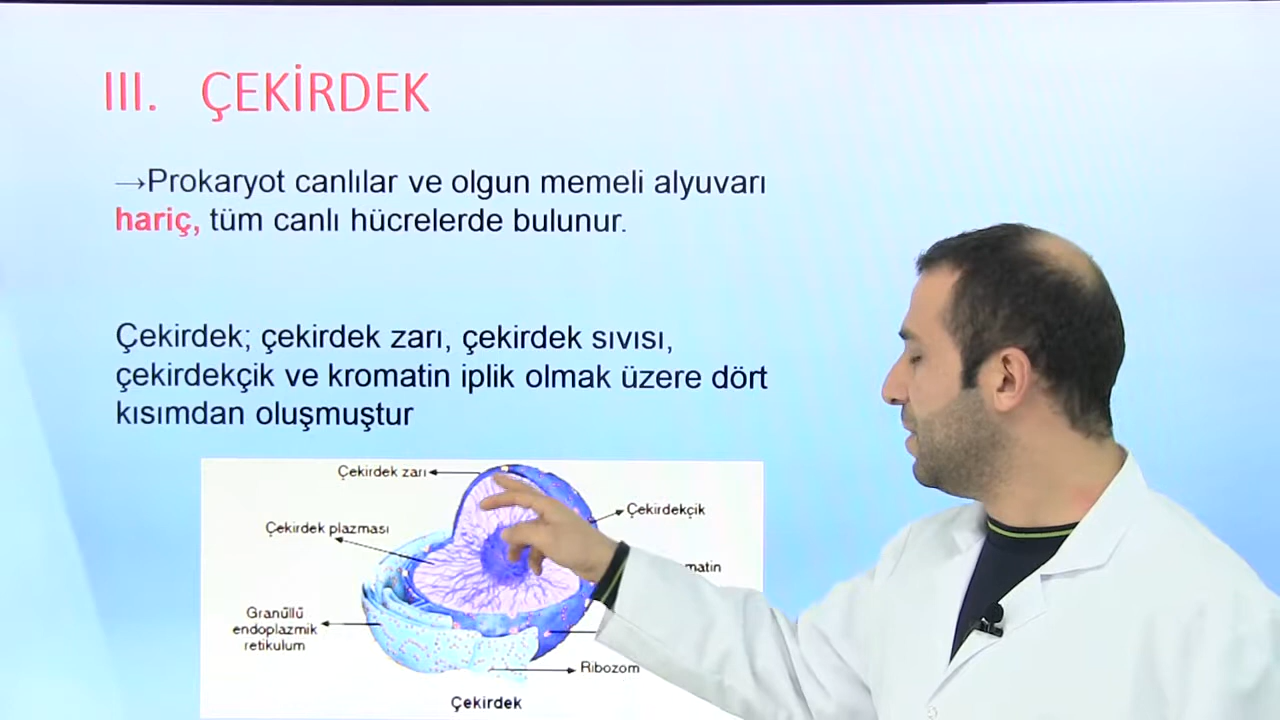 III. ÇEKİRDEK
→Prokaryot canlılar ve olgun memeli alyuvarı
hariç, tüm canlı hücrelerde bulunur.
Çekirdek; çekirdek zarı, çekirdek sıvısı,
çekirdekçik ve kromatin iplik olmak üzere dört
kısımdan oluşmuştur
Çekirdek zarı
Çekirdekçik
Çekirdek plazması
matin
Granüllü
endoplazmik
retikulum
Ribozom
Çekirdek